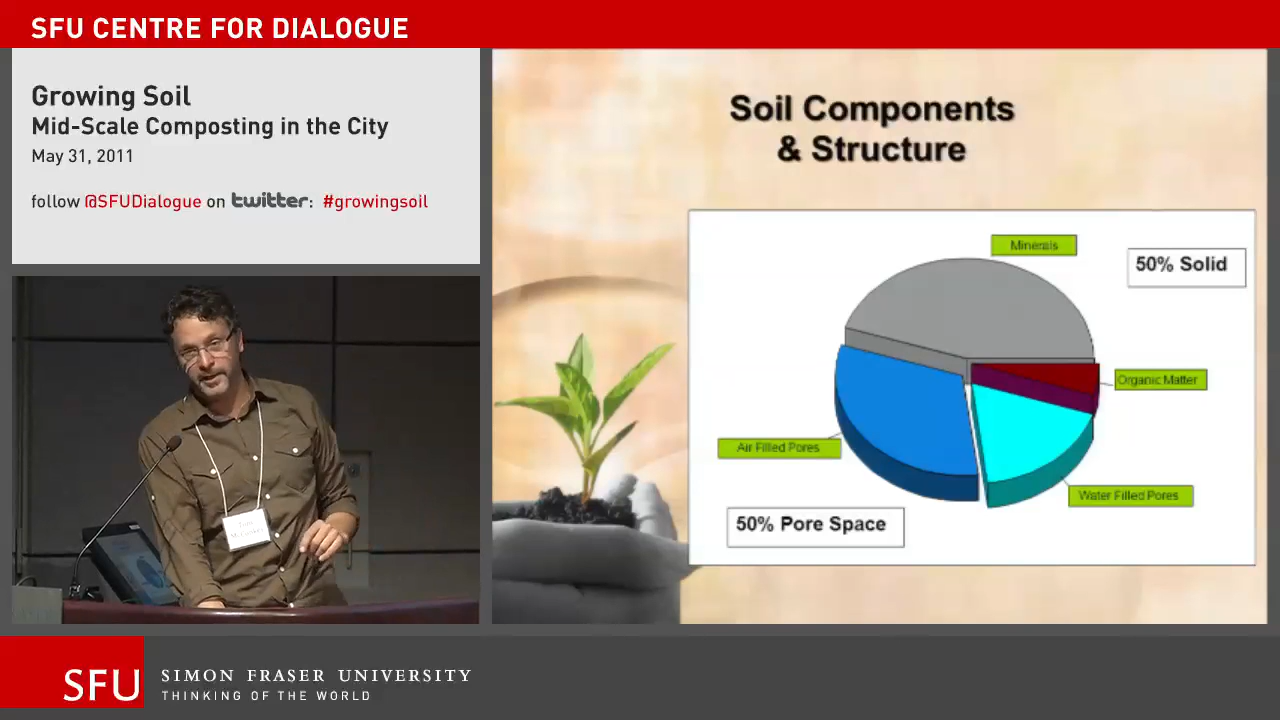 SFU CENTRE FOR DIALOGUE
Growing Soil
Mid-Scale Composting in the City
May 31, 2011
follow @SFUDialogue on twitter: #growingsoil
Soil Components
& Structure
Minerals
50% Solid
Organic Matter
Air Filled Pores
Water Filled Pores
50% Pore Space
SFU
SIMON FRASER UNIVERSITY
THINKING OF THE WORLD